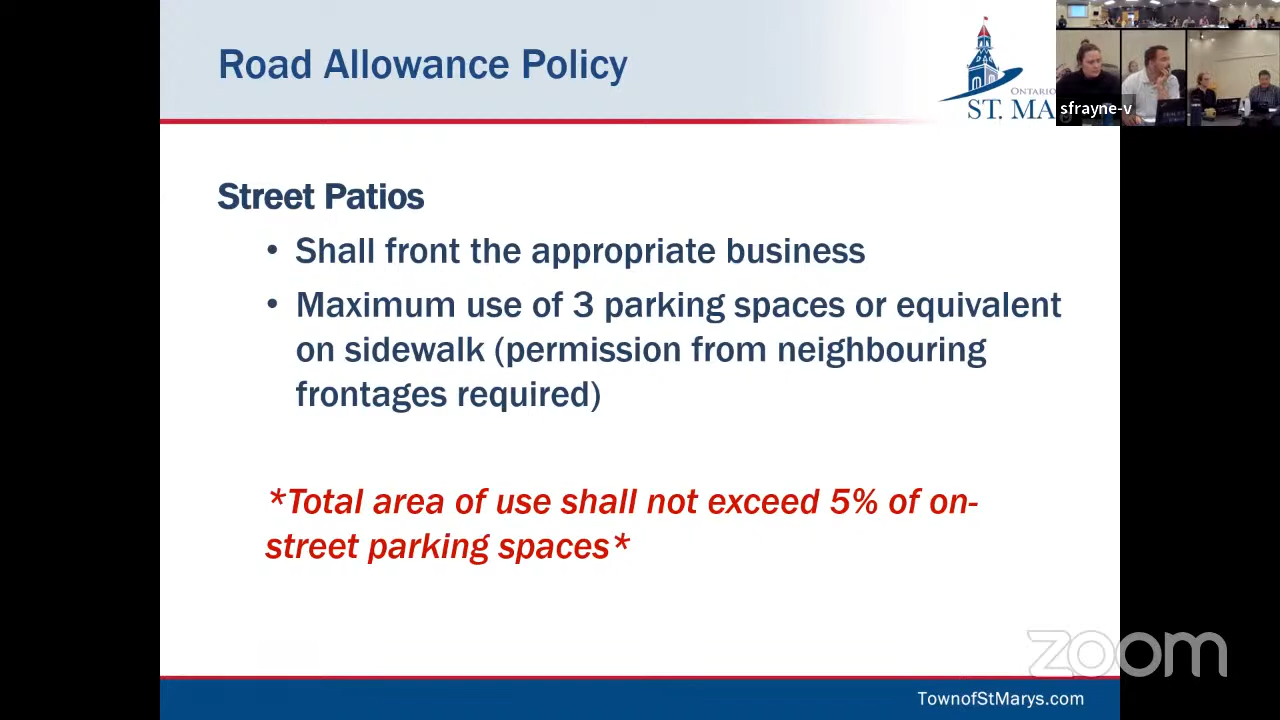 Road Allowance Policy
ONTARIO
ST. MA
sfrayne-v
Street Patios
• Shall front the appropriate business
• Maximum use of 3 parking spaces or equivalent
on sidewalk (permission from neighbouring
frontages required)
*Total area of use shall not exceed 5% of on-
street parking spaces*
zoom
TownofStMarys.com